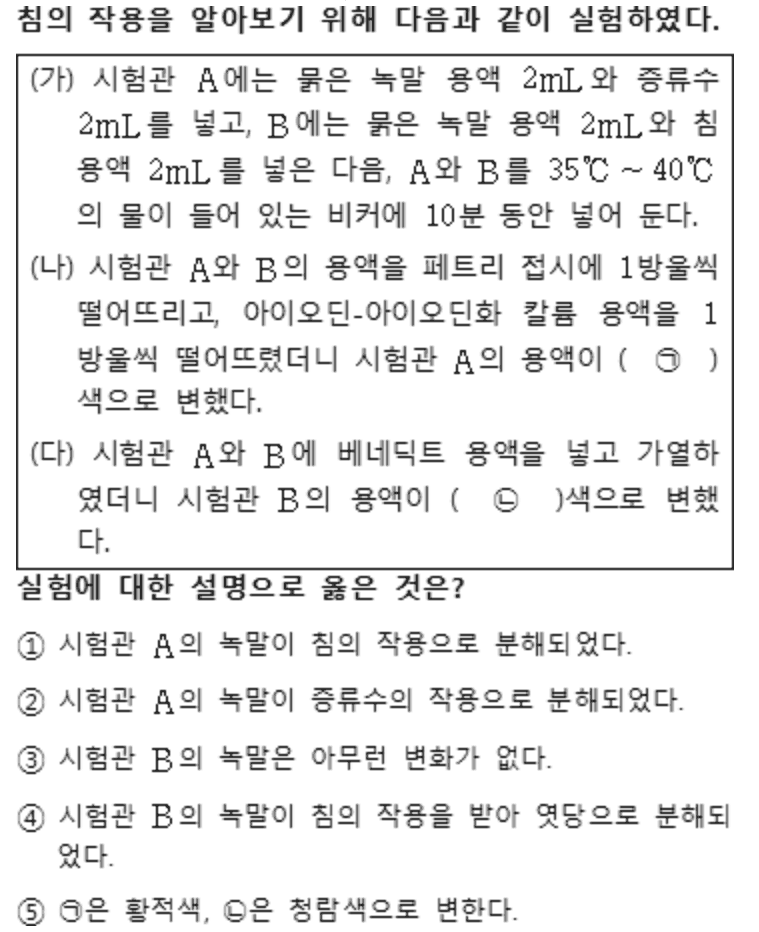 침의 작용을 알아보기 위해 다음과 같이 실험하였다.
(가) 시험관 A에는 묽은 녹말 용액 2mL와 증류수
2mL를 넣고, B에는 묽은 녹말 용액 2mL와 침
용액 2mL를 넣은 다음, A와 B를 35℃ ~ 40℃
의 물이 들어 있는 비커에 10분 동안 넣어 둔다.
(나) 시험관 A와 B의 용액을 페트리 접시에 1방울씩
떨어뜨리고, 아이오딘-아이오딘화 칼륨 용액을 1
방울씩 떨어뜨렸더니 시험관 A의 용액이 ( ㉠ )
색으로 변했다.
(다) 시험관 A와 B에 베네딕트 용액을 넣고 가열하
였더니 시험관 B의 용액이 ( ㉡ )색으로 변했
다.
실험에 대한 설명으로 옳은 것은?
① 시험관 A의 녹말이 침의 작용으로 분해되었다.
② 시험관 A의 녹말이 증류수의 작용으로 분해되었다.
③ 시험관 B의 녹말은 아무런 변화가 없다.
④ 시험관 B의 녹말이 침의 작용을 받아 엿당으로 분해되
었다.
⑤ ㉠은 황적색, ㉡은 청람색으로 변한다.